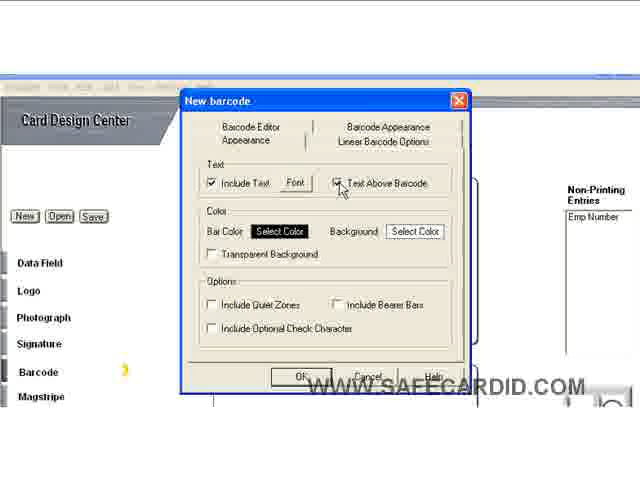 New barcode
Card Design Center
Barcode Editor
Barcode Appearance
Appearance
Linear Barcode Options
Text
Include Text
Font
Text Above Barcode
Non-Printing
Entries
Emp Number
New
Open
Save
Color
Bar Color
Select Color
Background
Select Color
Transparent Background
Data Field
Logo
Options
Include Quiet Zones
Include Bearer Bars
Photograph
Include Optional Check Character
Signature
Barcode
OK
Cancel
Help
WWW.SAFECARDID.COM
Magstripe